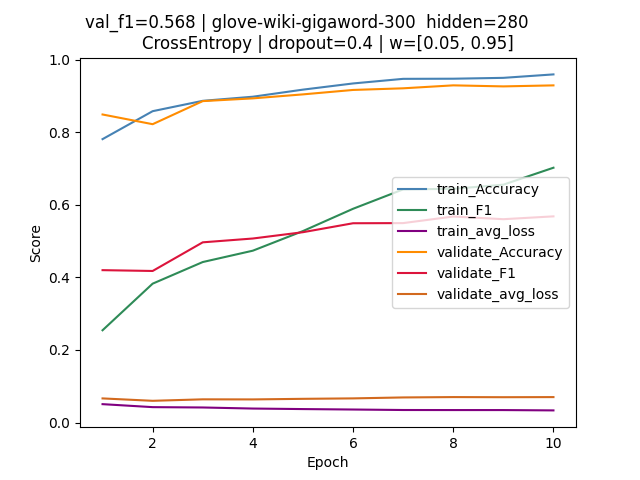 val_f1=0.568 | glove-wiki-gigaword-300  hidden=280
CrossEntropy | dropout=0.4 | w=[0.05, 0.95]
1.0
0.8
0.6
0.4
0.2
0.0
Score
train_Accuracy
train_F1
train_avg_loss
validate_Accuracy
validate_F1
validate_avg_loss
2 4 6 8 10
Epoch